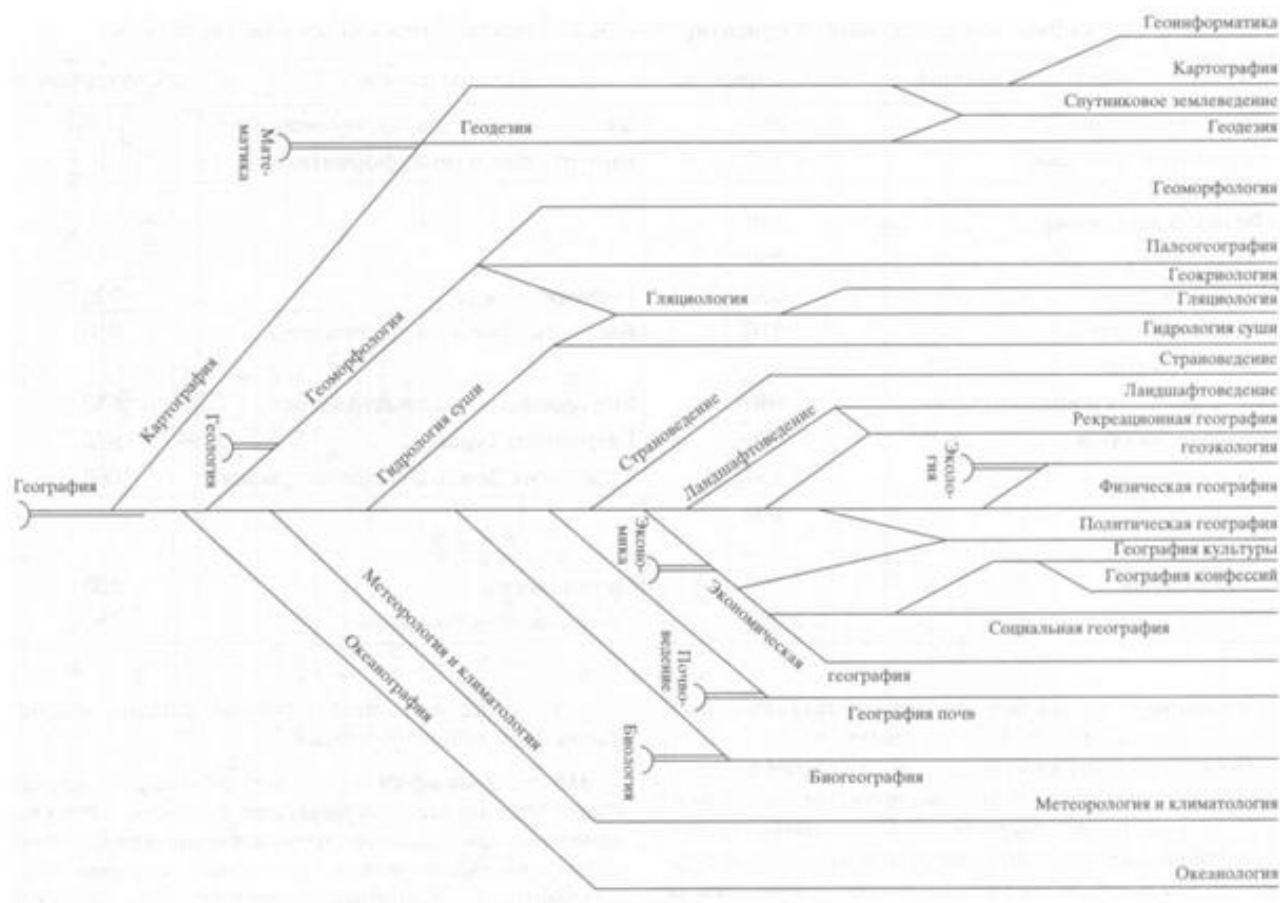 Геоинформатика
Картография
Спутниковое землеведение
Геодезия
Геодезия
Мате-
матика
Геоморфология
Палеогеография
Геокриология
Гляциология
Гляциология
Гидрология суши
Страноведение
Ландшафтоведение
Рекреационная география
геоэкология
Эколо-
гия
Физическая география
Картография
Геология
Геоморфология
Гидрология суши
Страноведение
Ландшафтоведение
География
Политическая география
География культуры
География конфессий
Социальная география
Эконо-
мика
Экономическая
география
Почво-
ведение
География почв
Биология
Биогеография
Метеорология и климатология
Метеорология и климатология
Океанография
Океанология